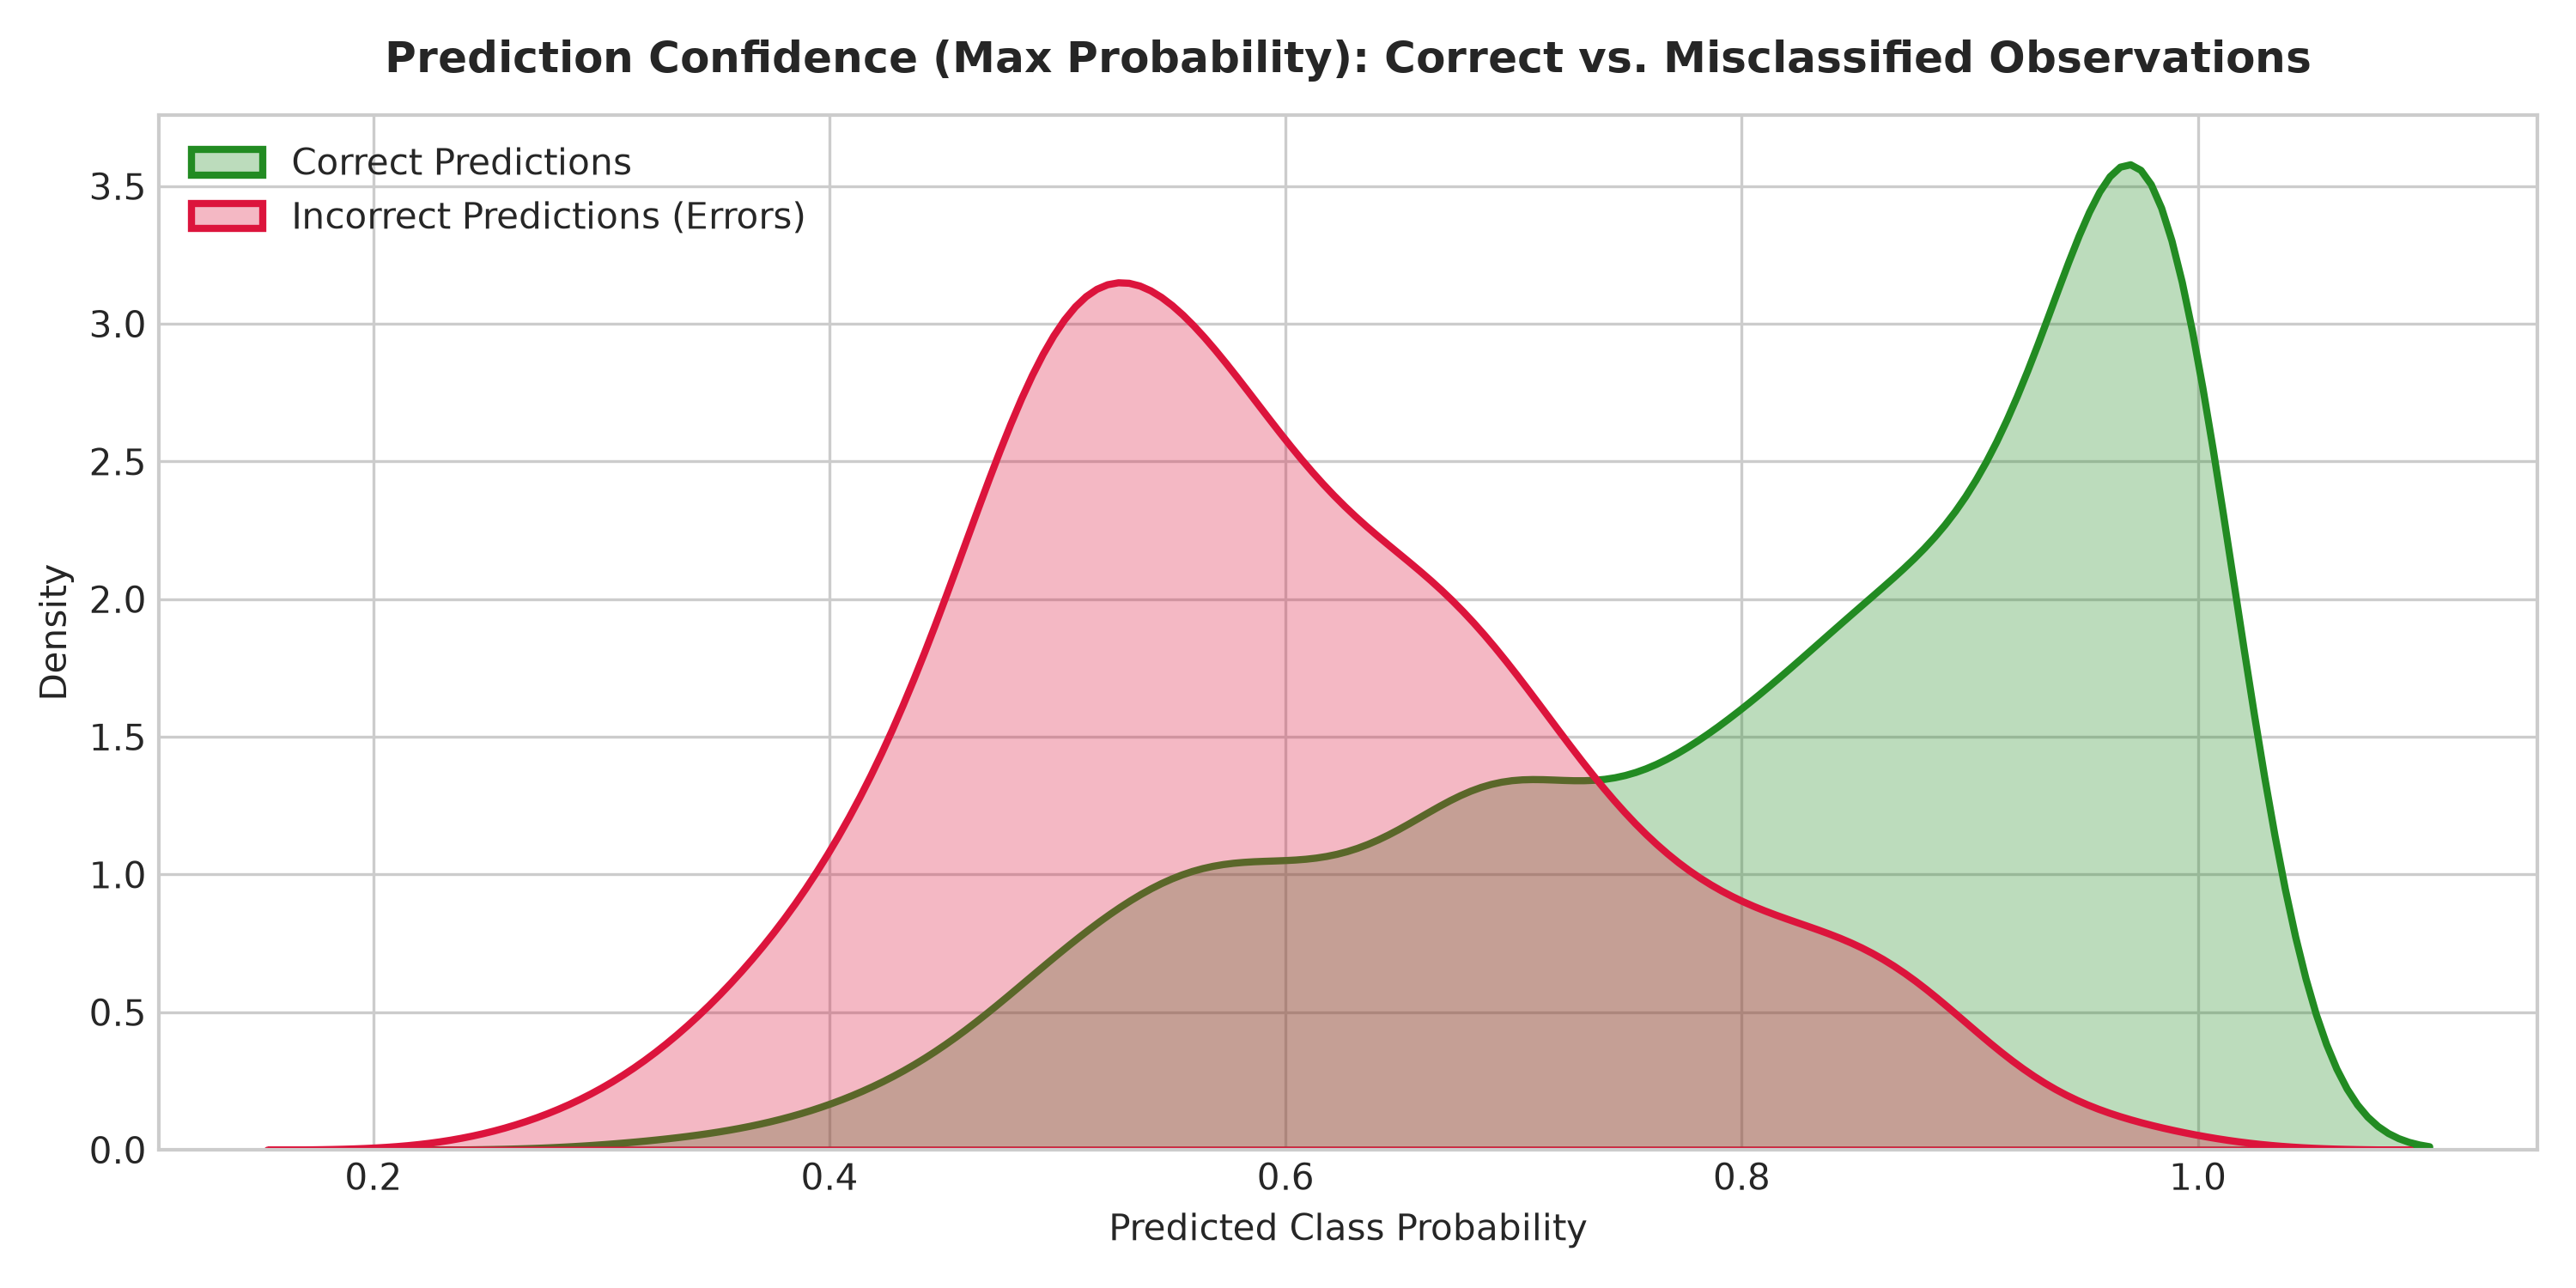 Prediction Confidence (Max Probability): Correct vs. Misclassified Observations
Correct Predictions
Incorrect Predictions (Errors)
Density
3.5
3.0
2.5
2.0
1.5
1.0
0.5
0.0
0.2 0.4 0.6 0.8 1.0
Predicted Class Probability